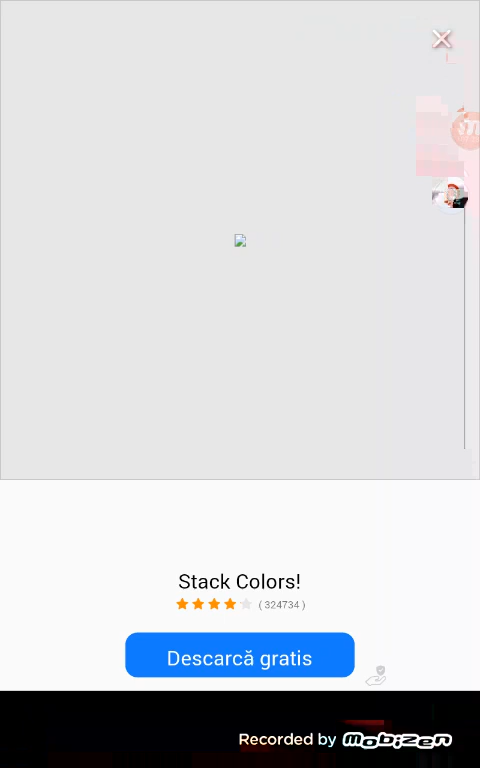 Stack Colors!
( 324734 )
Descarcă gratis
Recorded by Mobizen